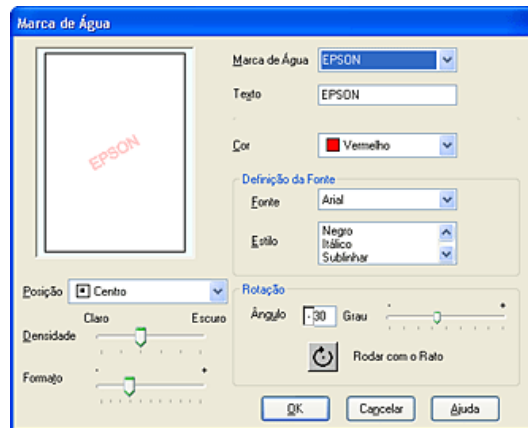 Marca de Água
EPSON
Marca de Água EPSON
Texto EPSON
Cor Vermelho
Definição da Fonte
Fonte Arial
Estilo Negro
Itálico
Sublinhar
Posição Centro
Claro Escuro
Densidade
Formato - +
Rotação
Ângulo -30 Grau - +
Rodar com o Rato
OK Cancelar Ajuda